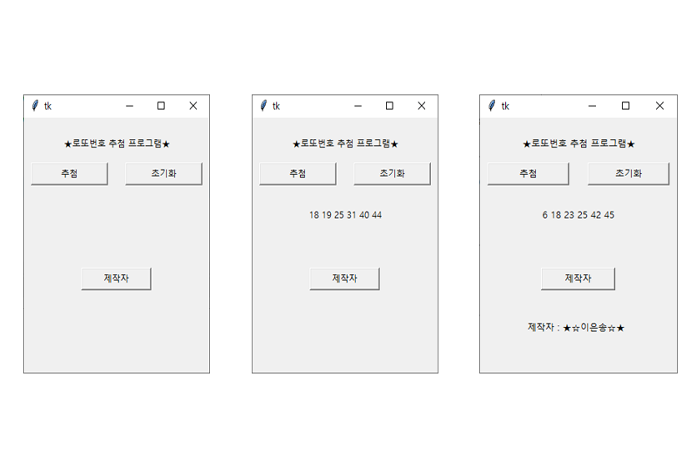 tk
★로또번호 추첨 프로그램★
추첨 초기화
제작자
tk
★로또번호 추첨 프로그램★
추첨 초기화
18 19 25 31 40 44
제작자
tk
★로또번호 추첨 프로그램★
추첨 초기화
6 18 23 25 42 45
제작자
제작자 : ★☆이은송☆★